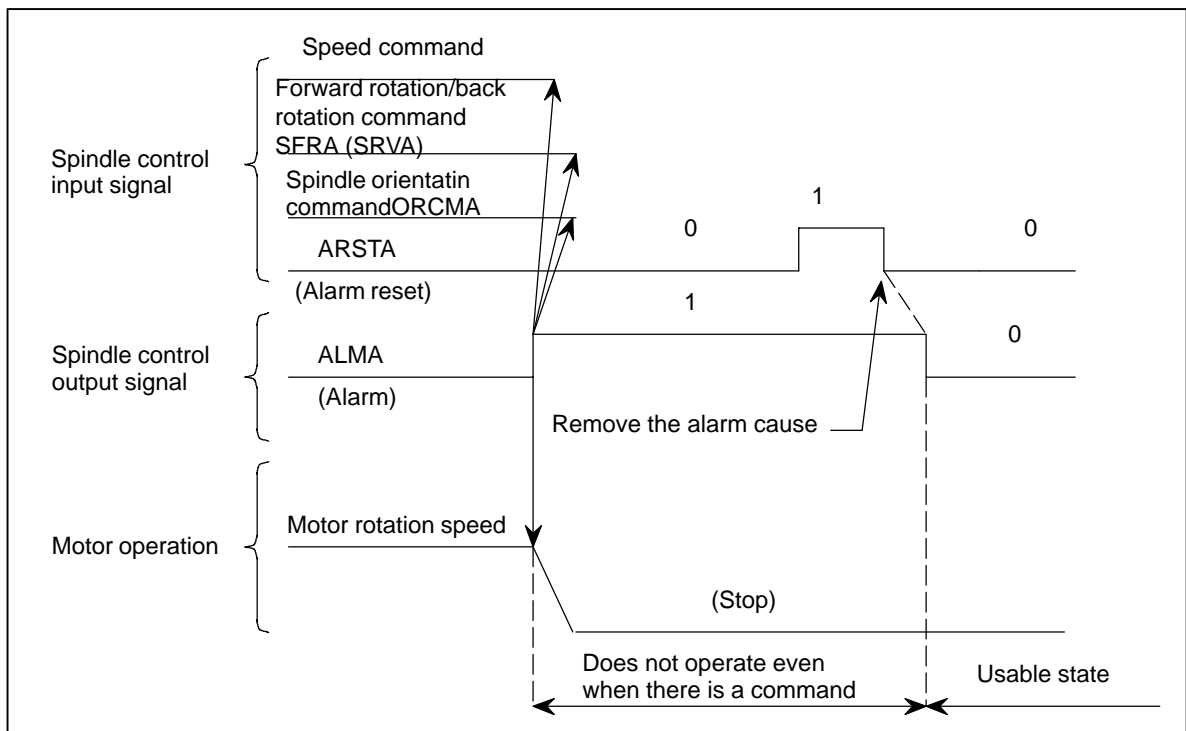 Speed command
Forward rotation/back
rotation command
SFRA (SRVA)
Spindle control
input signal
Spindle orientatin
commandORCMA
1
0
0
ARSTA
(Alarm reset)
1
0
Spindle control
output signal
ALMA
(Alarm)
Remove the alarm cause
Motor rotation speed
Motor operation
(Stop)
Does not operate even
when there is a command
Usable state